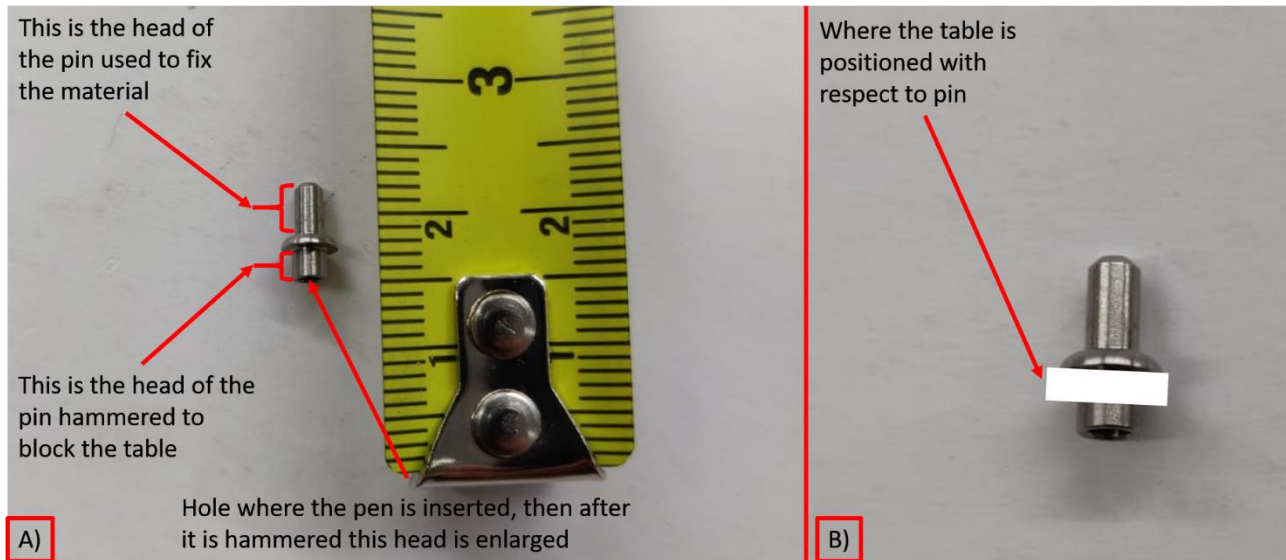 This is the head of
the pin used to fix
the material
This is the head of the
pin hammered to
block the table
Hole where the pen is inserted, then after
it is hammered this head is enlarged
A)
3
2 2
1 1
Where the table is
positioned with
respect to pin
B)